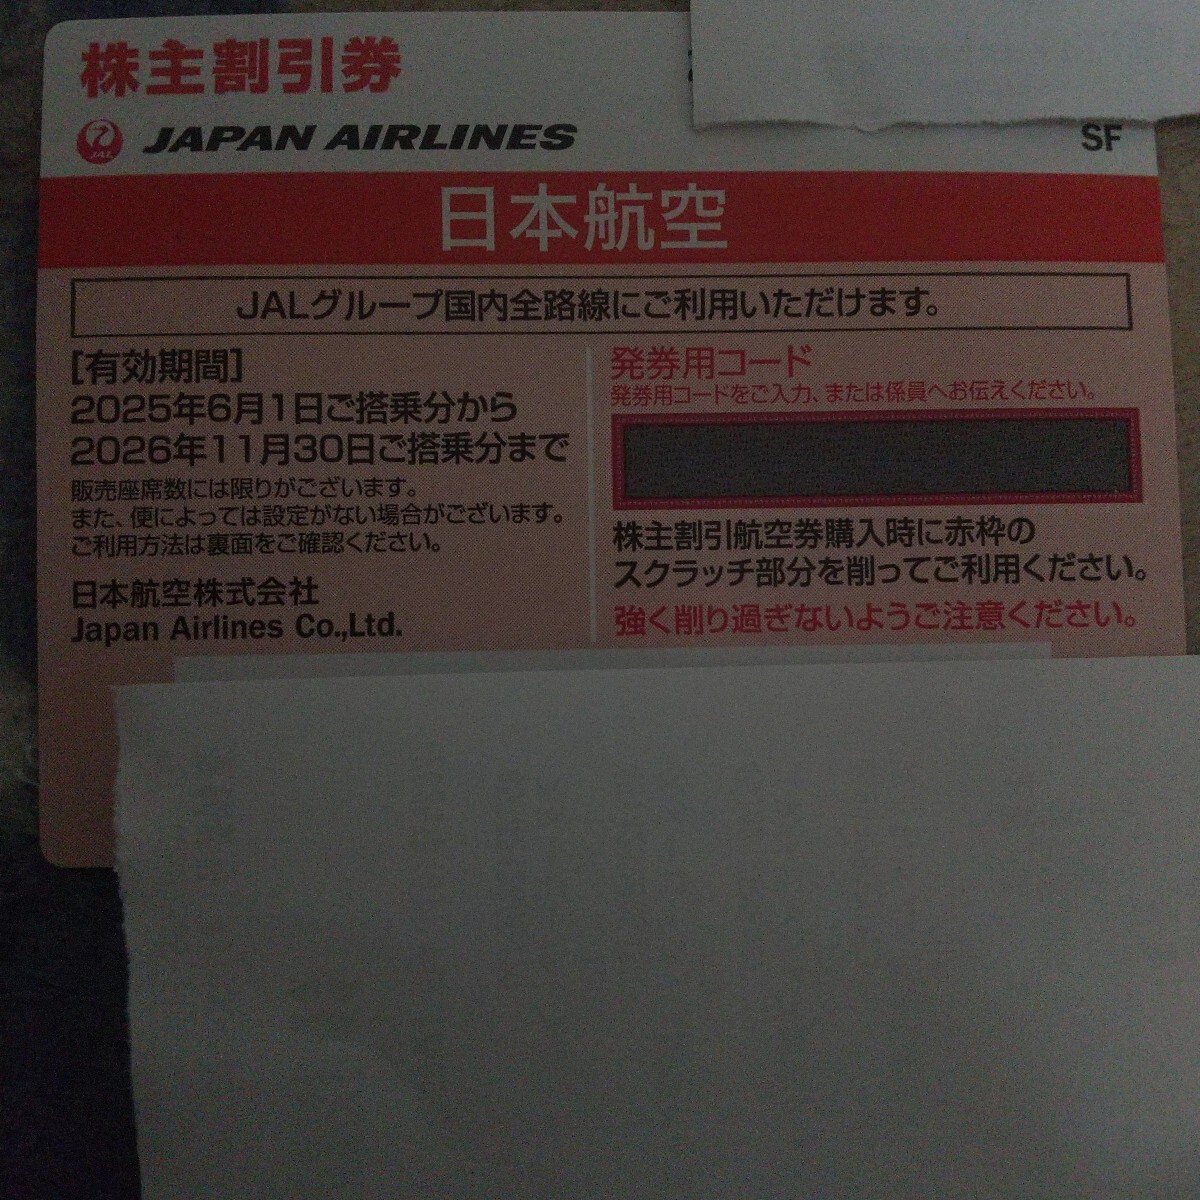 株主割引券
JAL
JAPAN AIRLINES
SF
日本航空
JALグループ国内全路線にご利用いただけます。
[有効期間]
2025年6月1日ご搭乗分から
2026年11月30日ご搭乗分まで
販売座席数には限りがございます。
また、便によっては設定がない場合がございます。
ご利用方法は裏面をご確認ください。
日本航空株式会社
Japan Airlines Co.,Ltd.
発券用コード
発券用コードをご入力、または係員へお伝えください。
株主割引航空券購入時に赤枠の
スクラッチ部分を削ってご利用ください。
強く削り過ぎないようご注意ください。